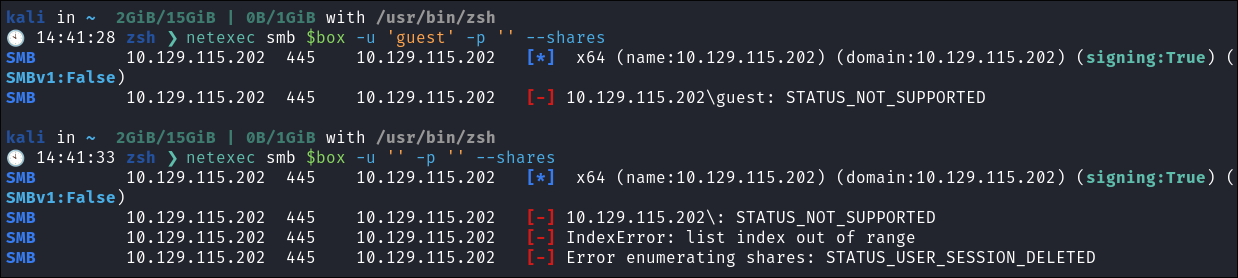 kali in ~  2GiB/15GiB | 0B/1GiB with /usr/bin/zsh
14:41:28 zsh ❯ netexec smb $box -u 'guest' -p '' --shares
SMB         10.129.115.202  445    10.129.115.202   [*]  x64 (name:10.129.115.202) (domain:10.129.115.202) (signing:True) (
SMBv1:False)
SMB         10.129.115.202  445    10.129.115.202   [-] 10.129.115.202\guest: STATUS_NOT_SUPPORTED
kali in ~  2GiB/15GiB | 0B/1GiB with /usr/bin/zsh
14:41:33 zsh ❯ netexec smb $box -u '' -p '' --shares
SMB         10.129.115.202  445    10.129.115.202   [*]  x64 (name:10.129.115.202) (domain:10.129.115.202) (signing:True) (
SMBv1:False)
SMB         10.129.115.202  445    10.129.115.202   [-] 10.129.115.202\: STATUS_NOT_SUPPORTED
SMB         10.129.115.202  445    10.129.115.202   [-] IndexError: list index out of range
SMB         10.129.115.202  445    10.129.115.202   [-] Error enumerating shares: STATUS_USER_SESSION_DELETED